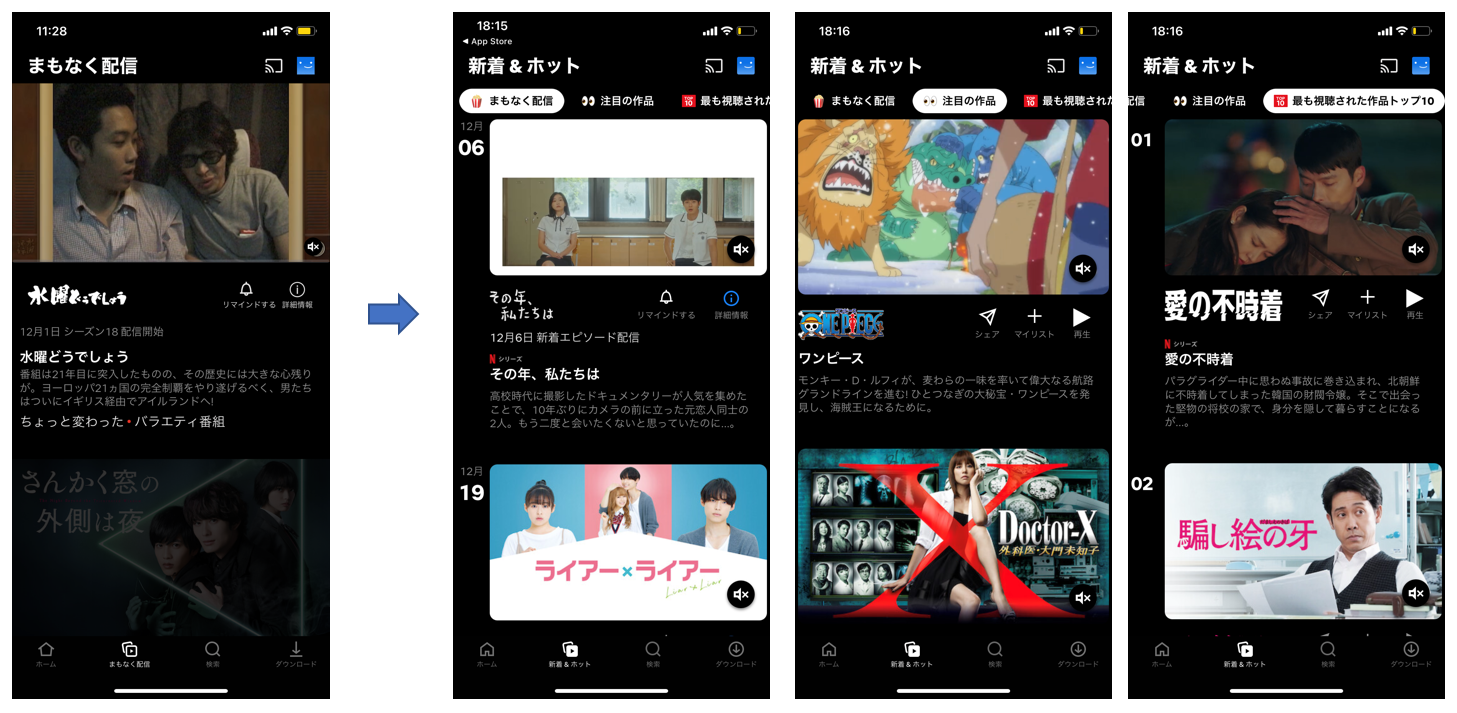 11:28
まもなく配信
水曜どうでしょう
リマインドする 詳細情報
12月1日 シーズン18 配信開始
水曜どうでしょう
番組は21年目に突入したものの、その歴史には大きな心残り
が。ヨーロッパ21ヵ国の完全制覇をやり遂げるべく、男たち
はついにイギリス経由でアイルランドへ!
ちょっと変わった • バラエティ番組
さんかく窓の
外側は夜
ホーム まもなく配信 検索 ダウンロード
18:15
◀ App Store
新着 & ホット
まもなく配信 注目の作品 TOP 10 最も視聴された
12月
06
その年、
私たちは
リマインドする 詳細情報
12月6日 新着エピソード配信
N シリーズ
その年、私たちは
高校時代に撮影したドキュメンタリーが人気を集めた
ことで、10年ぶりにカメラの前に立った元恋人同士の
2人。もう二度と会いたくないと思っていたのに...。
12月
19
ライアー×ライアー
Liar×Liar
ホーム 新着 & ホット 検索 ダウンロード
18:16
新着 & ホット
まもなく配信 注目の作品 TOP 10 最も視聴された
ONE PIECE
シェア マイリスト 再生
ワンピース
モンキー・D・ルフィが、麦わらの一味を率いて偉大なる航路
グランドラインを進む! ひとつなぎの大秘宝・ワンピースを発
見し、海賊王になるために。
Doctor-X
外科医・大門未知子
ホーム 新着 & ホット 検索 ダウンロード
18:16
新着 & ホット
配信 注目の作品 TOP 10 最も視聴された作品トップ10
01
愛の不時着
シェア マイリスト 再生
N シリーズ
愛の不時着
パラグライダー中に思わぬ事故に巻き込まれ、北朝鮮
に不時着してしまった韓国の財閥令嬢。そこで出会っ
た堅物の将校の家で、身分を隠して暮らすことになる
が...。
02
騙し絵の牙
ホーム 新着 & ホット 検索 ダウンロード